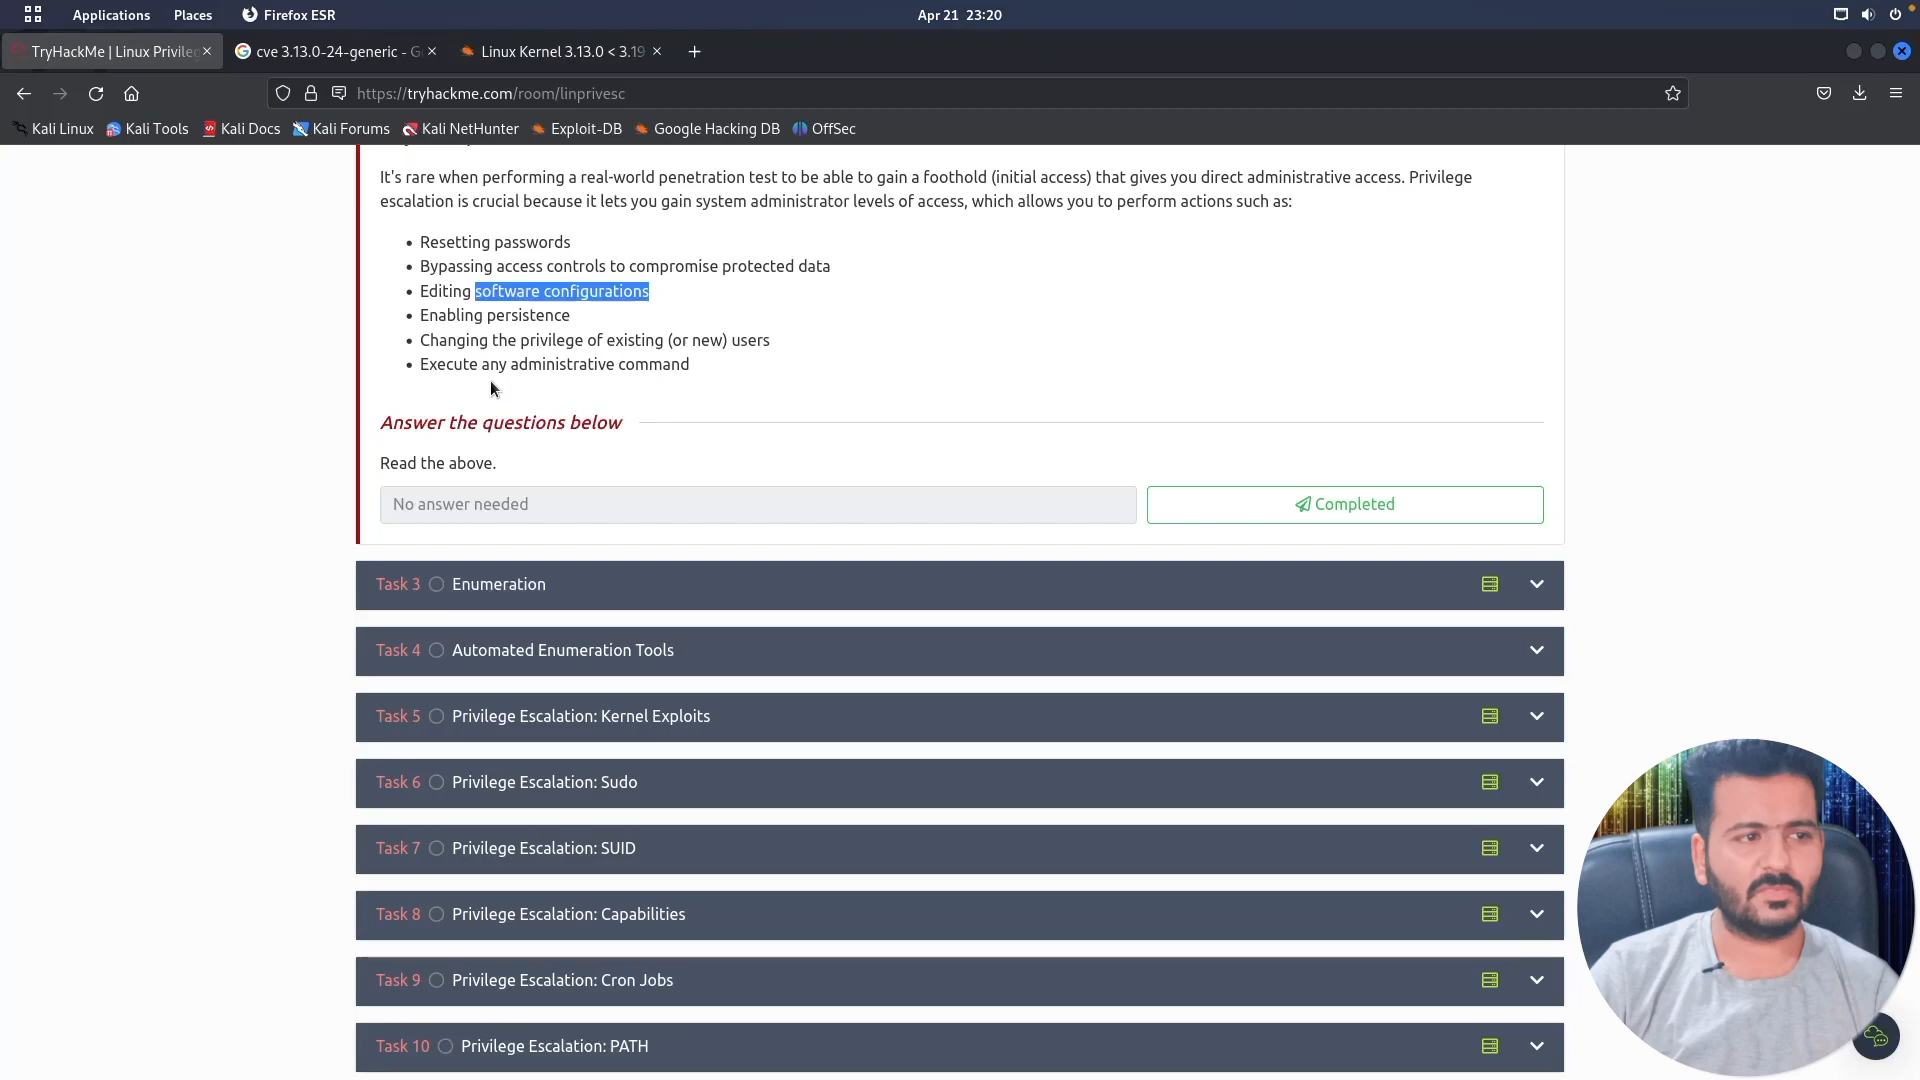 Applications Places Firefox ESR Apr 21 23:20
TryHackMe | Linux Privile cve 3.13.0-24-generic - G Linux Kernel 3.13.0 < 3.19
https://tryhackme.com/room/linprivesc
Kali Linux Kali Tools Kali Docs Kali Forums Kali NetHunter Exploit-DB Google Hacking DB OffSec
It's rare when performing a real-world penetration test to be able to gain a foothold (initial access) that gives you direct administrative access. Privilege
escalation is crucial because it lets you gain system administrator levels of access, which allows you to perform actions such as:
• Resetting passwords
• Bypassing access controls to compromise protected data
• Editing software configurations
• Enabling persistence
• Changing the privilege of existing (or new) users
• Execute any administrative command
Answer the questions below
Read the above.
No answer needed Completed
Task 3 Enumeration
Task 4 Automated Enumeration Tools
Task 5 Privilege Escalation: Kernel Exploits
Task 6 Privilege Escalation: Sudo
Task 7 Privilege Escalation: SUID
Task 8 Privilege Escalation: Capabilities
Task 9 Privilege Escalation: Cron Jobs
Task 10 Privilege Escalation: PATH